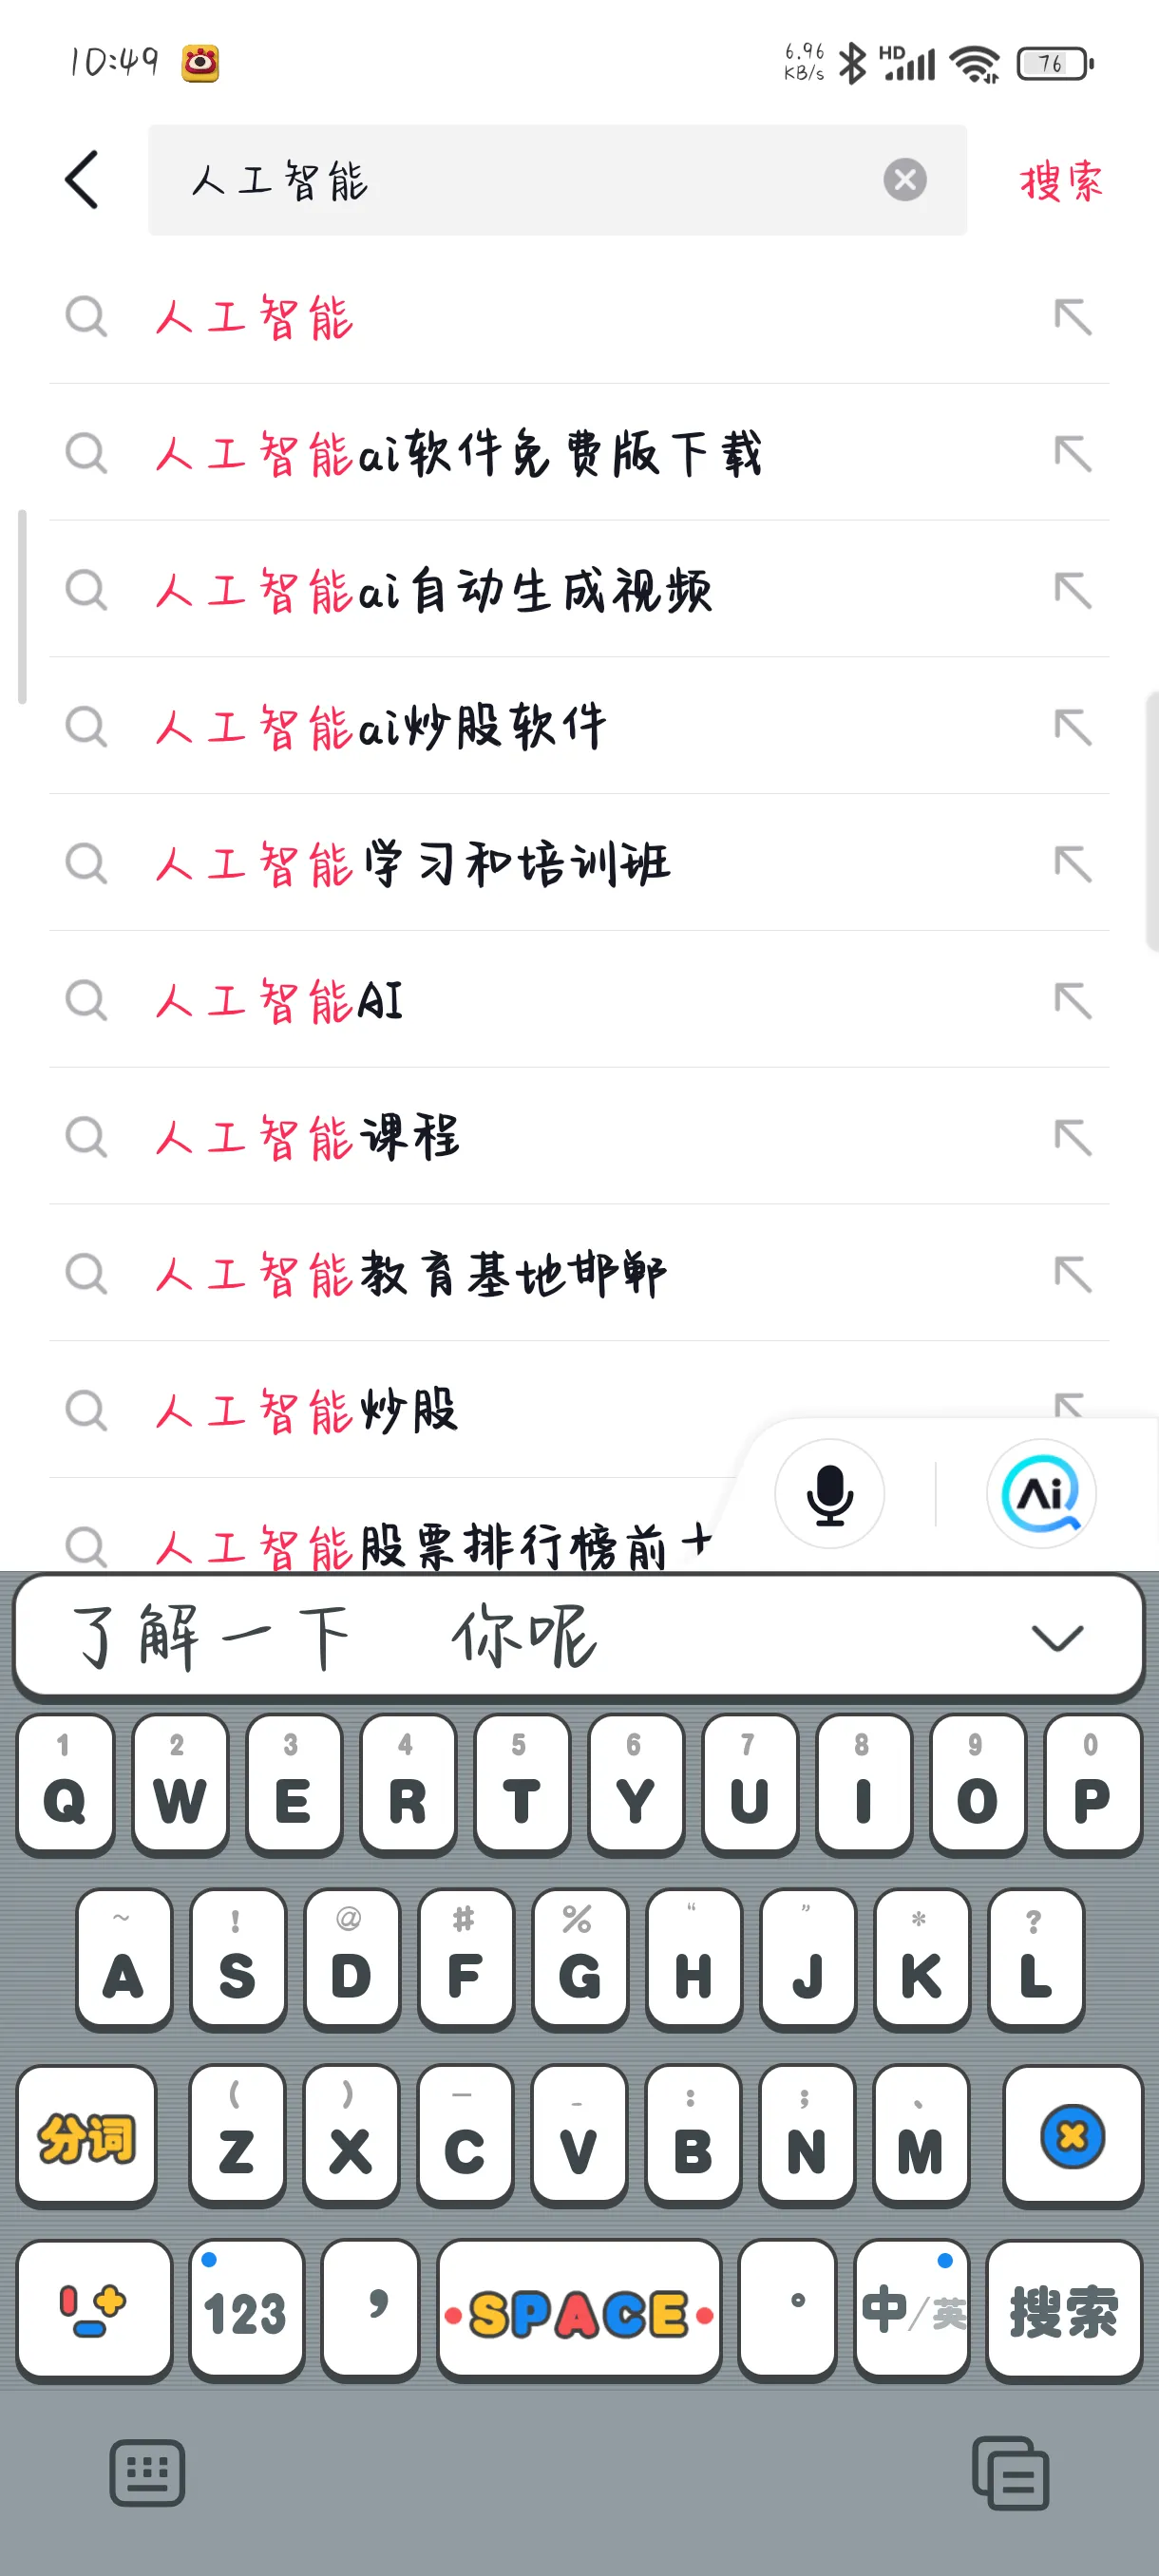 10:49
6.96 KB/s HD 76
人工智能 搜索
人工智能
人工智能ai软件免费版下载
人工智能ai自动生成视频
人工智能ai炒股软件
人工智能学习和培训班
人工智能AI
人工智能课程
人工智能教育基地邯郸
人工智能炒股
Ai
人工智能股票排行榜前十
了解一下 你呢
1 2 3 4 5 6 7 8 9 0
Q W E R T Y U I O P
~ ! @ # % “ ” * ?
A S D F G H J K L
( ) — _ : ; 、
分词 Z X C V B N M
123 , SPACE 。 中/英 搜索